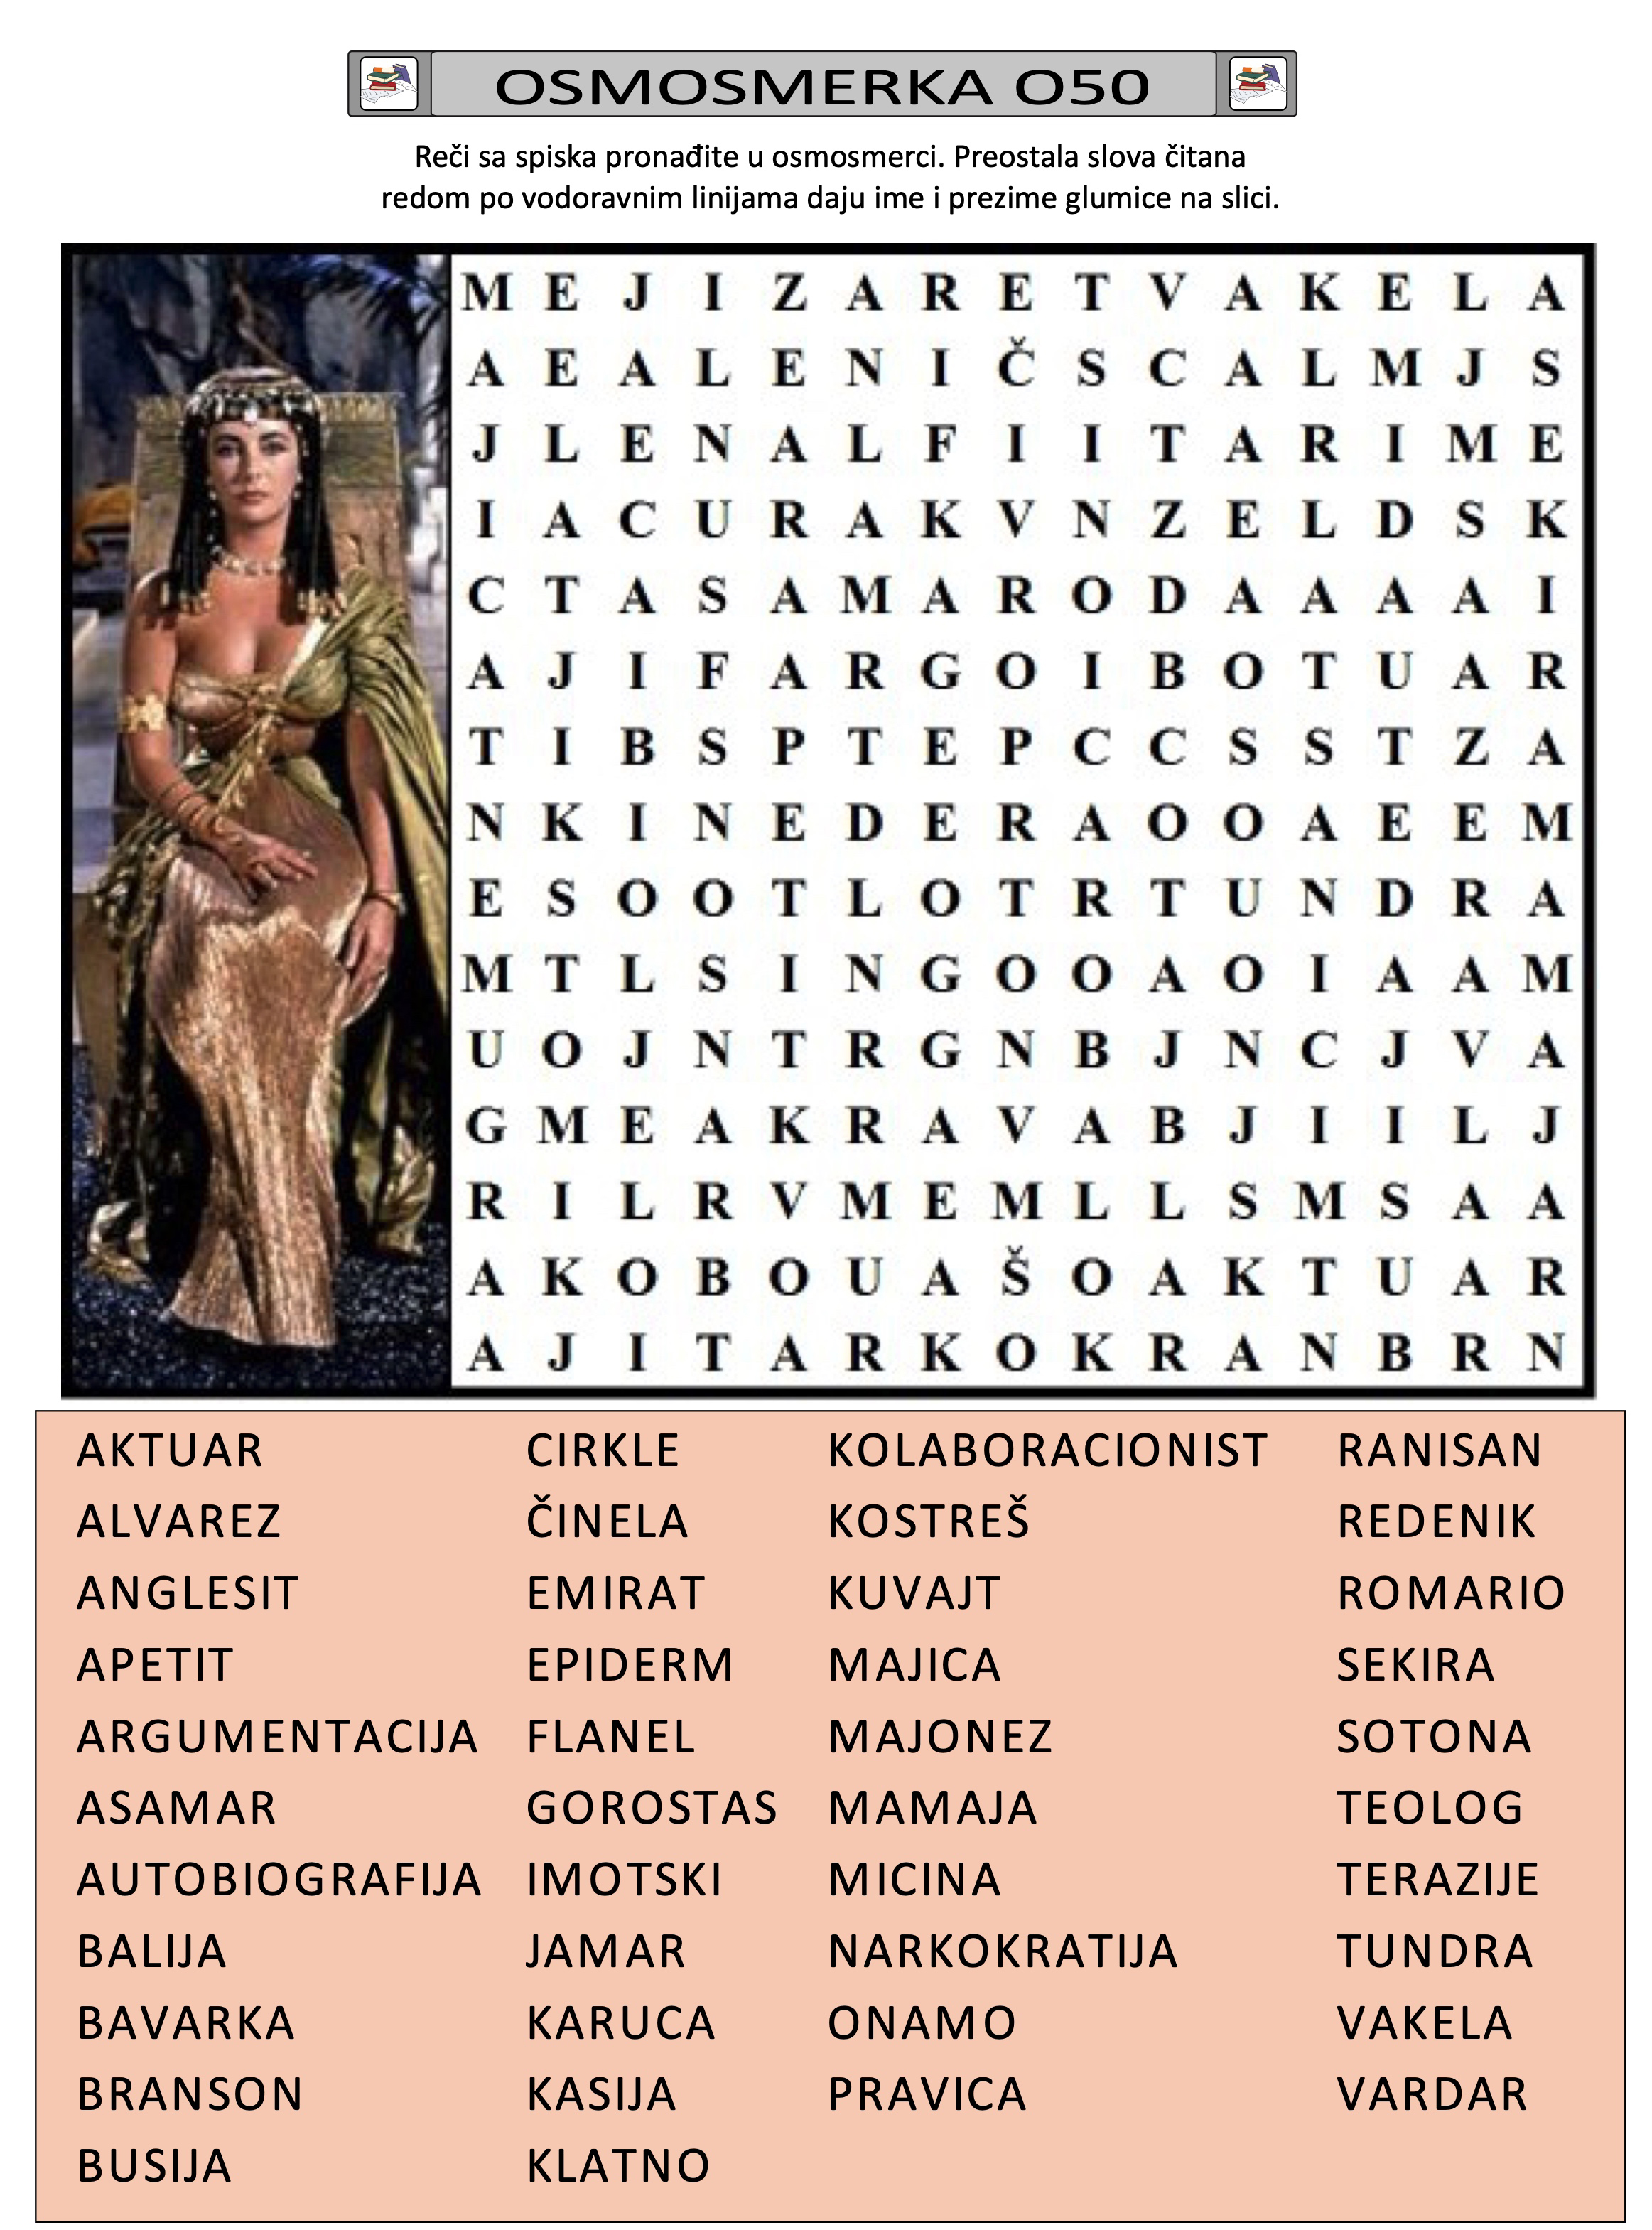 OSMOSMERKA O50
Reči sa spiska pronađite u osmosmerci. Preostala slova čitana
redom po vodoravnim linijama daju ime i prezime glumice na slici.
M E J I Z A R E T V A K E L A
A E A L E N I Č S C A L M J S
J L E N A L F I I T A R I M E
I A C U R A K V N Z E L D S K
C T A S A M A R O D A A A A I
A J I F A R G O I B O T U A R
T I B S P T E P C C S S T Z A
N K I N E D E R A O O A E E M
E S O O T L O T R T U N D R A
M T L S I N G O O A O I A A M
U O J N T R G N B J N C J V A
G M E A K R A V A B J I I L J
R I L R V M E M L L S M S A A
A K O B O U A Š O A K T U A R
A J I T A R K O K R A N B R N
AKTUAR CIRKLE KOLABORACIONIST RANISAN
ALVAREZ ČINELA KOSTREŠ REDENIK
ANGLESIT EMIRAT KUVAJT ROMARIO
APETIT EPIDERM MAJICA SEKIRA
ARGUMENTACIJA FLANEL MAJONEZ SOTONA
ASAMAR GOROSTAS MAMAJA TEOLOG
AUTOBIOGRAFIJA IMOTSKI MICINA TERAZIJE
BALIJA JAMAR NARKOKRATIJA TUNDRA
BAVARKA KARUCA ONAMO VAKELA
BRANSON KASIJA PRAVICA VARDAR
BUSIJA KLATNO